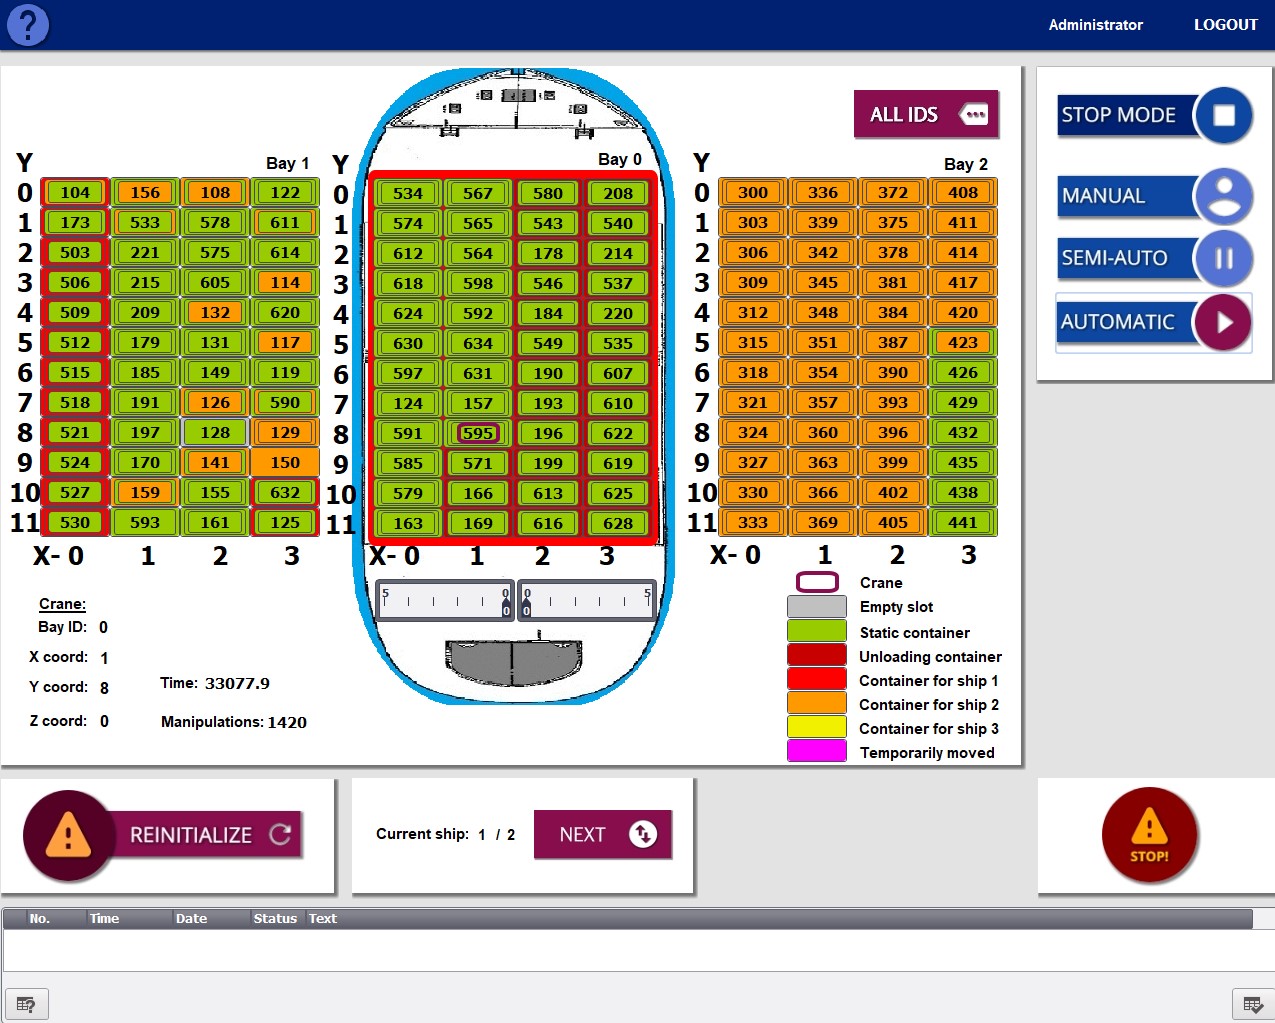 ?
Administrator LOGOUT
ALL IDS
STOP MODE
MANUAL
SEMI-AUTO
AUTOMATIC
Y Bay 1 Y Bay 0 Y Bay 2
0 104 156 108 122 0 534 567 580 208 0 300 336 372 408
1 173 533 578 611 1 574 565 543 540 1 303 339 375 411
2 503 221 575 614 2 612 564 178 214 2 306 342 378 414
3 506 215 605 114 3 618 598 546 537 3 309 345 381 417
4 509 209 132 620 4 624 592 184 220 4 312 348 384 420
5 512 179 131 117 5 630 634 549 535 5 315 351 387 423
6 515 185 149 119 6 597 631 190 607 6 318 354 390 426
7 518 191 126 590 7 124 157 193 610 7 321 357 393 429
8 521 197 128 129 8 591 595 196 622 8 324 360 396 432
9 524 170 141 150 9 585 571 199 619 9 327 363 399 435
10 527 159 155 632 10 579 166 613 625 10 330 366 402 438
11 530 593 161 125 11 163 169 616 628 11 333 369 405 441
X- 0 1 2 3 X- 0 1 2 3 X- 0 1 2 3
5 0 0 5
0 0
Crane:
Bay ID: 0
X coord: 1
Y coord: 8
Z coord: 0
Time: 33077.9
Manipulations: 1420
Crane
Empty slot
Static container
Unloading container
Container for ship 1
Container for ship 2
Container for ship 3
Temporarily moved
REINITIALIZE
Current ship: 1 / 2 NEXT
STOP!
No. Time Date Status Text
?